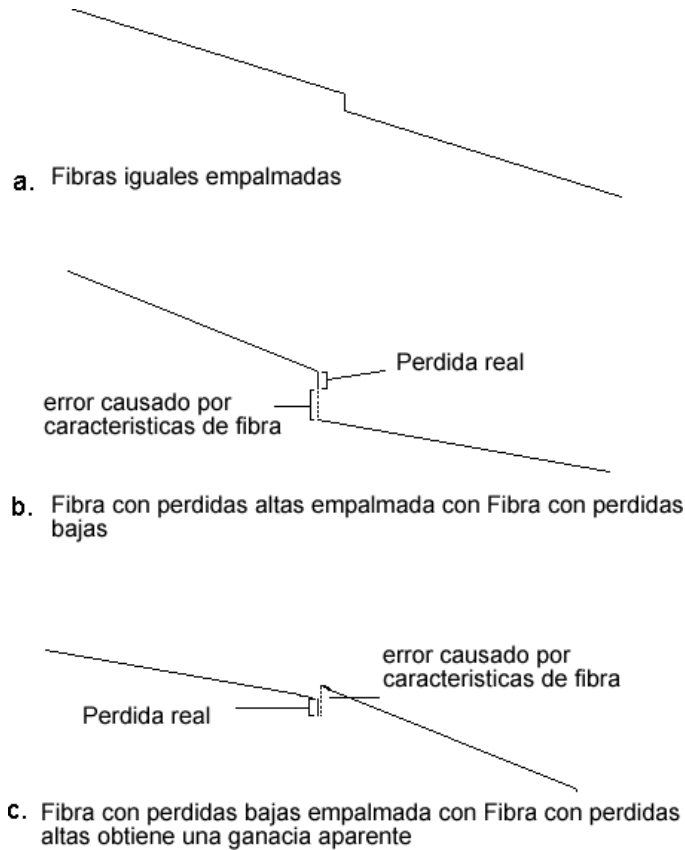 a. Fibras iguales empalmadas
Perdida real
error causado por
caracteristicas de fibra
b. Fibra con perdidas altas empalmada con Fibra con perdidas
bajas
error causado por
caracteristicas de fibra
Perdida real
c. Fibra con perdidas bajas empalmada con Fibra con perdidas
altas obtiene una ganacia aparente